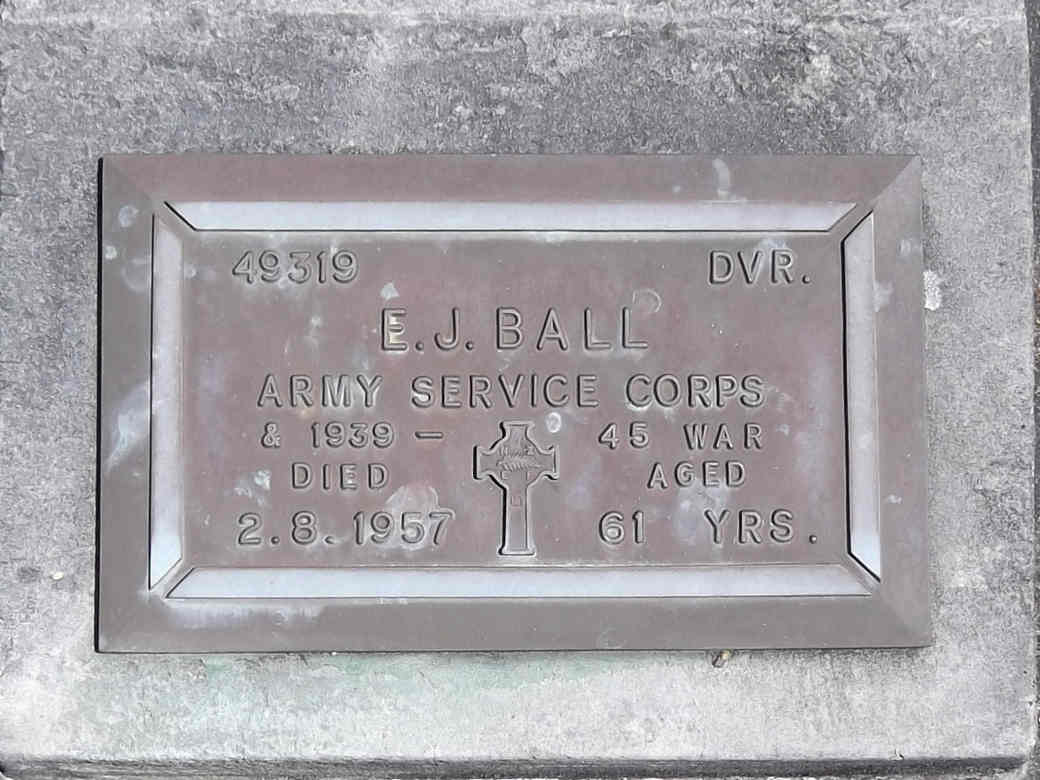 49319 DVR.
E.J. BALL
ARMY SERVICE CORPS
& 1939 – 45 WAR
DIED AGED
2.8.1957 61 YRS.